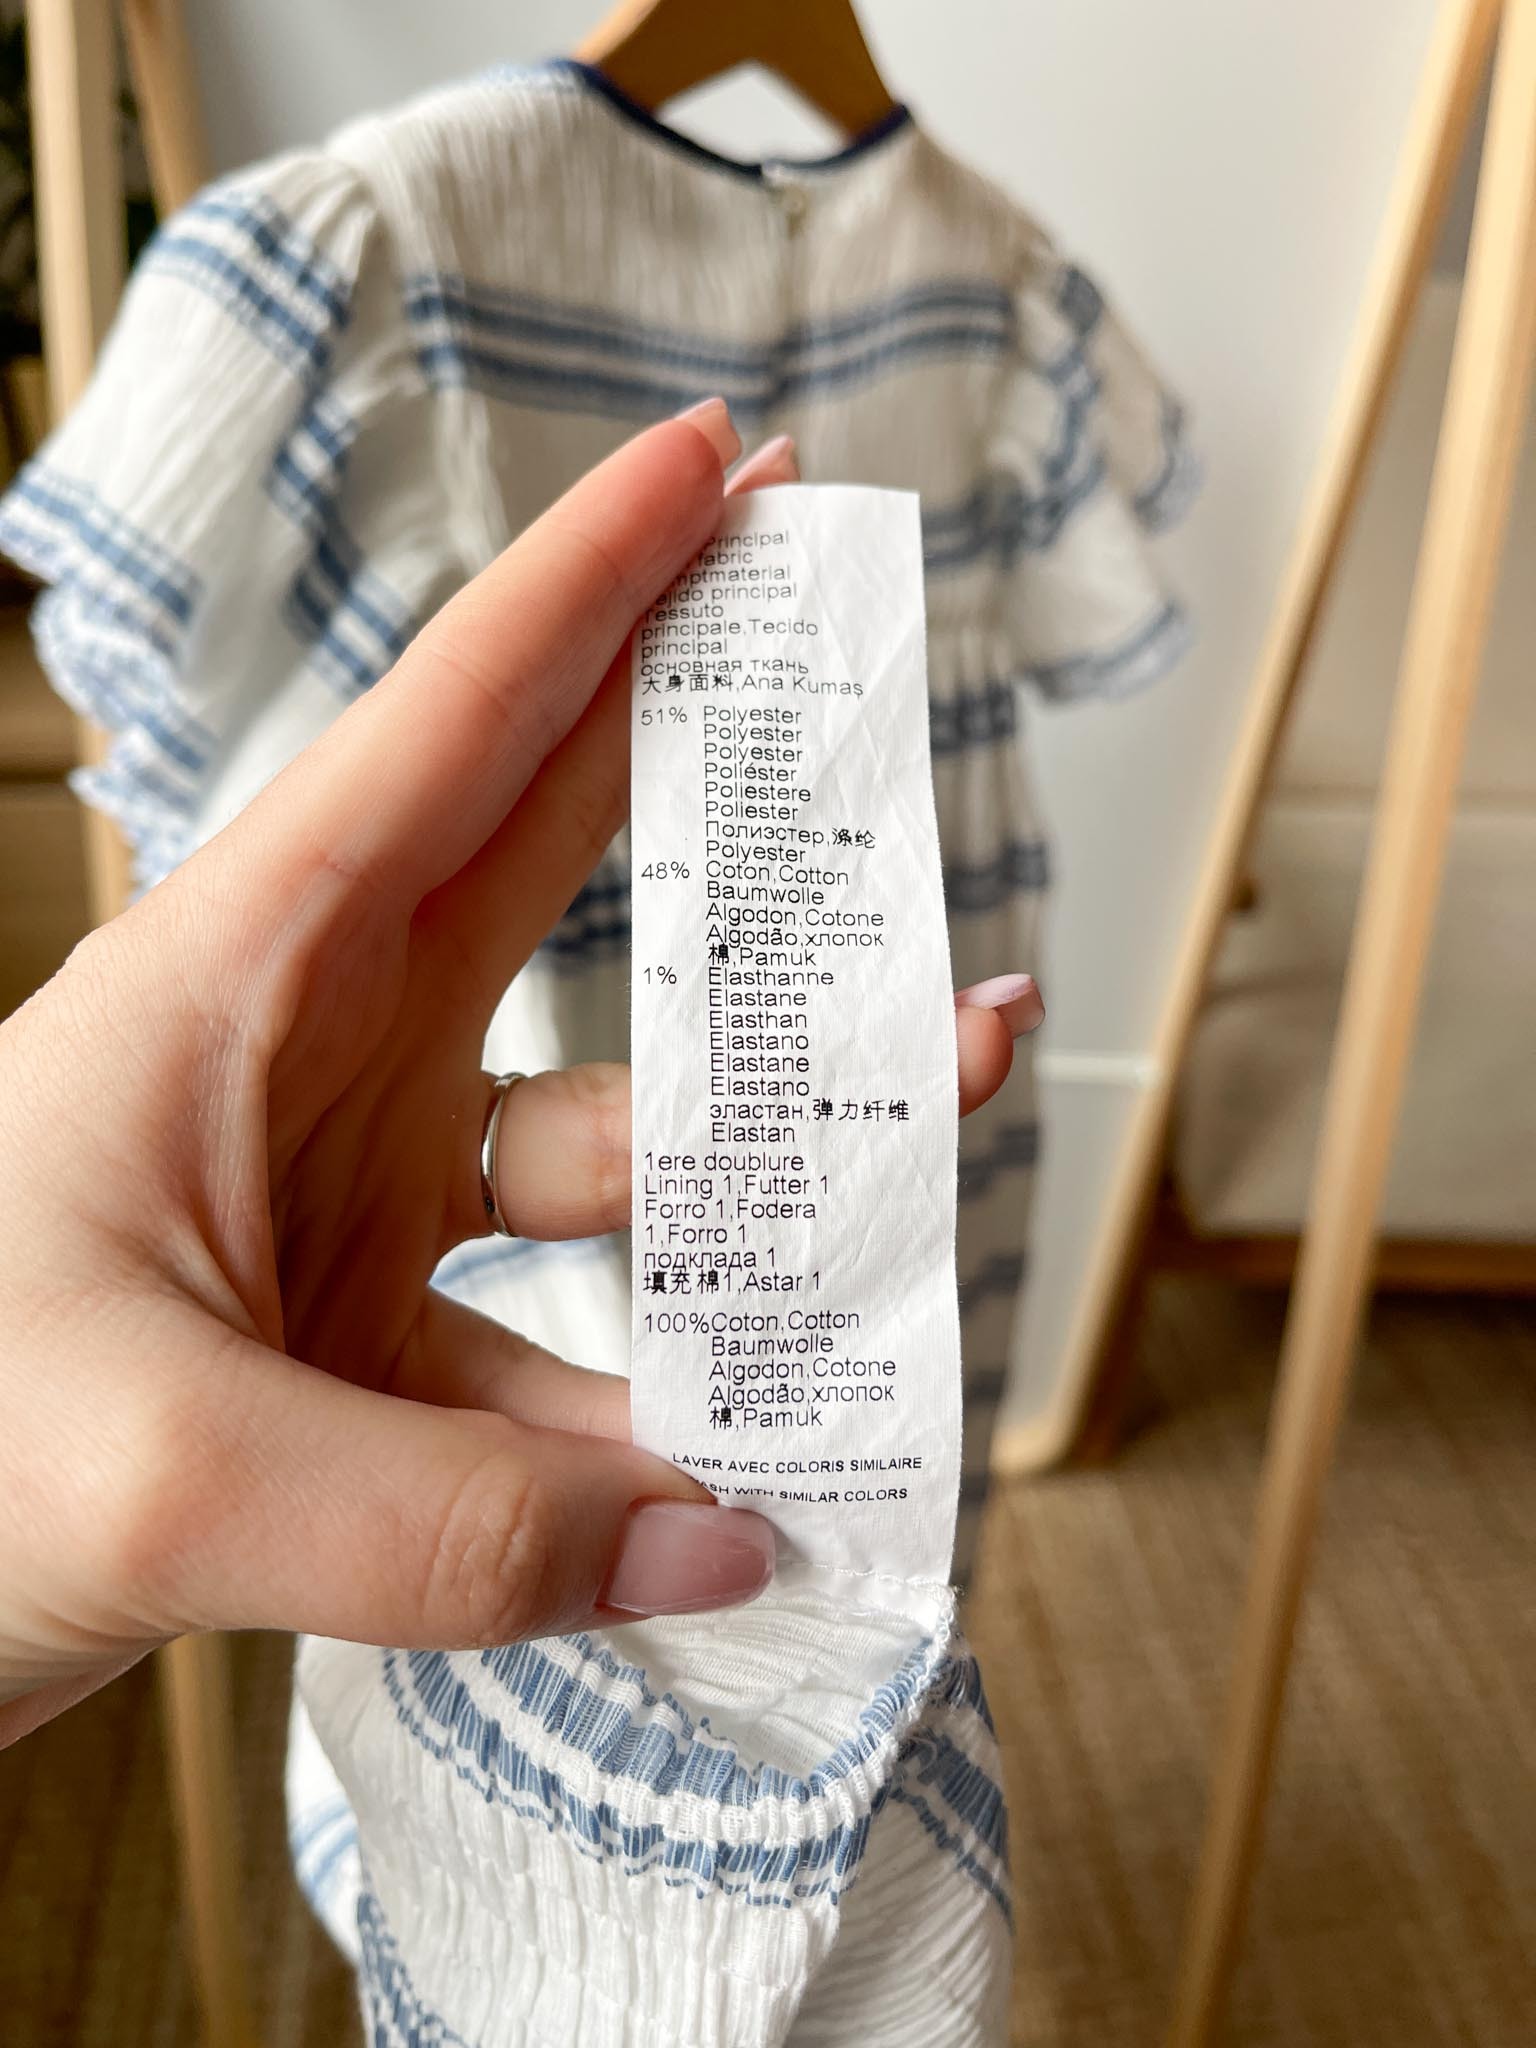 principal
fabric
principal
Tessuto
principale,Tecido
principal
основная ткань
大身面料,Ana Kumaş
51% Polyester
Polyester
Polyester
Poliéster
Poliestere
Poliester
Полиэстер,涤纶
Polyester
48% Coton,Cotton
Baumwolle
Algodon,Cotone
Algodão,хлопок
棉,Pamuk
1% Elasthanne
Elastane
Elasthan
Elastano
Elastane
Elastano
эластан,弹力纤维
Elastan
1ere doublure
Lining 1,Futter 1
Forro 1,Fodera
1,Forro 1
подклада 1
填充棉1,Astar 1
100%Coton,Cotton
Baumwolle
Algodon,Cotone
Algodão,хлопок
棉,Pamuk
LAVER AVEC COLORIS SIMILAIRE
WITH SIMILAR COLORS